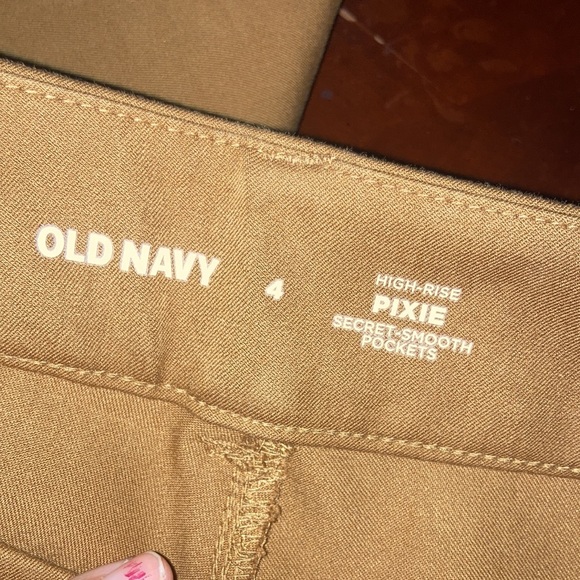 OLD NAVY
4
HIGH-RISE
PIXIE
SECRET-SMOOTH
POCKETS